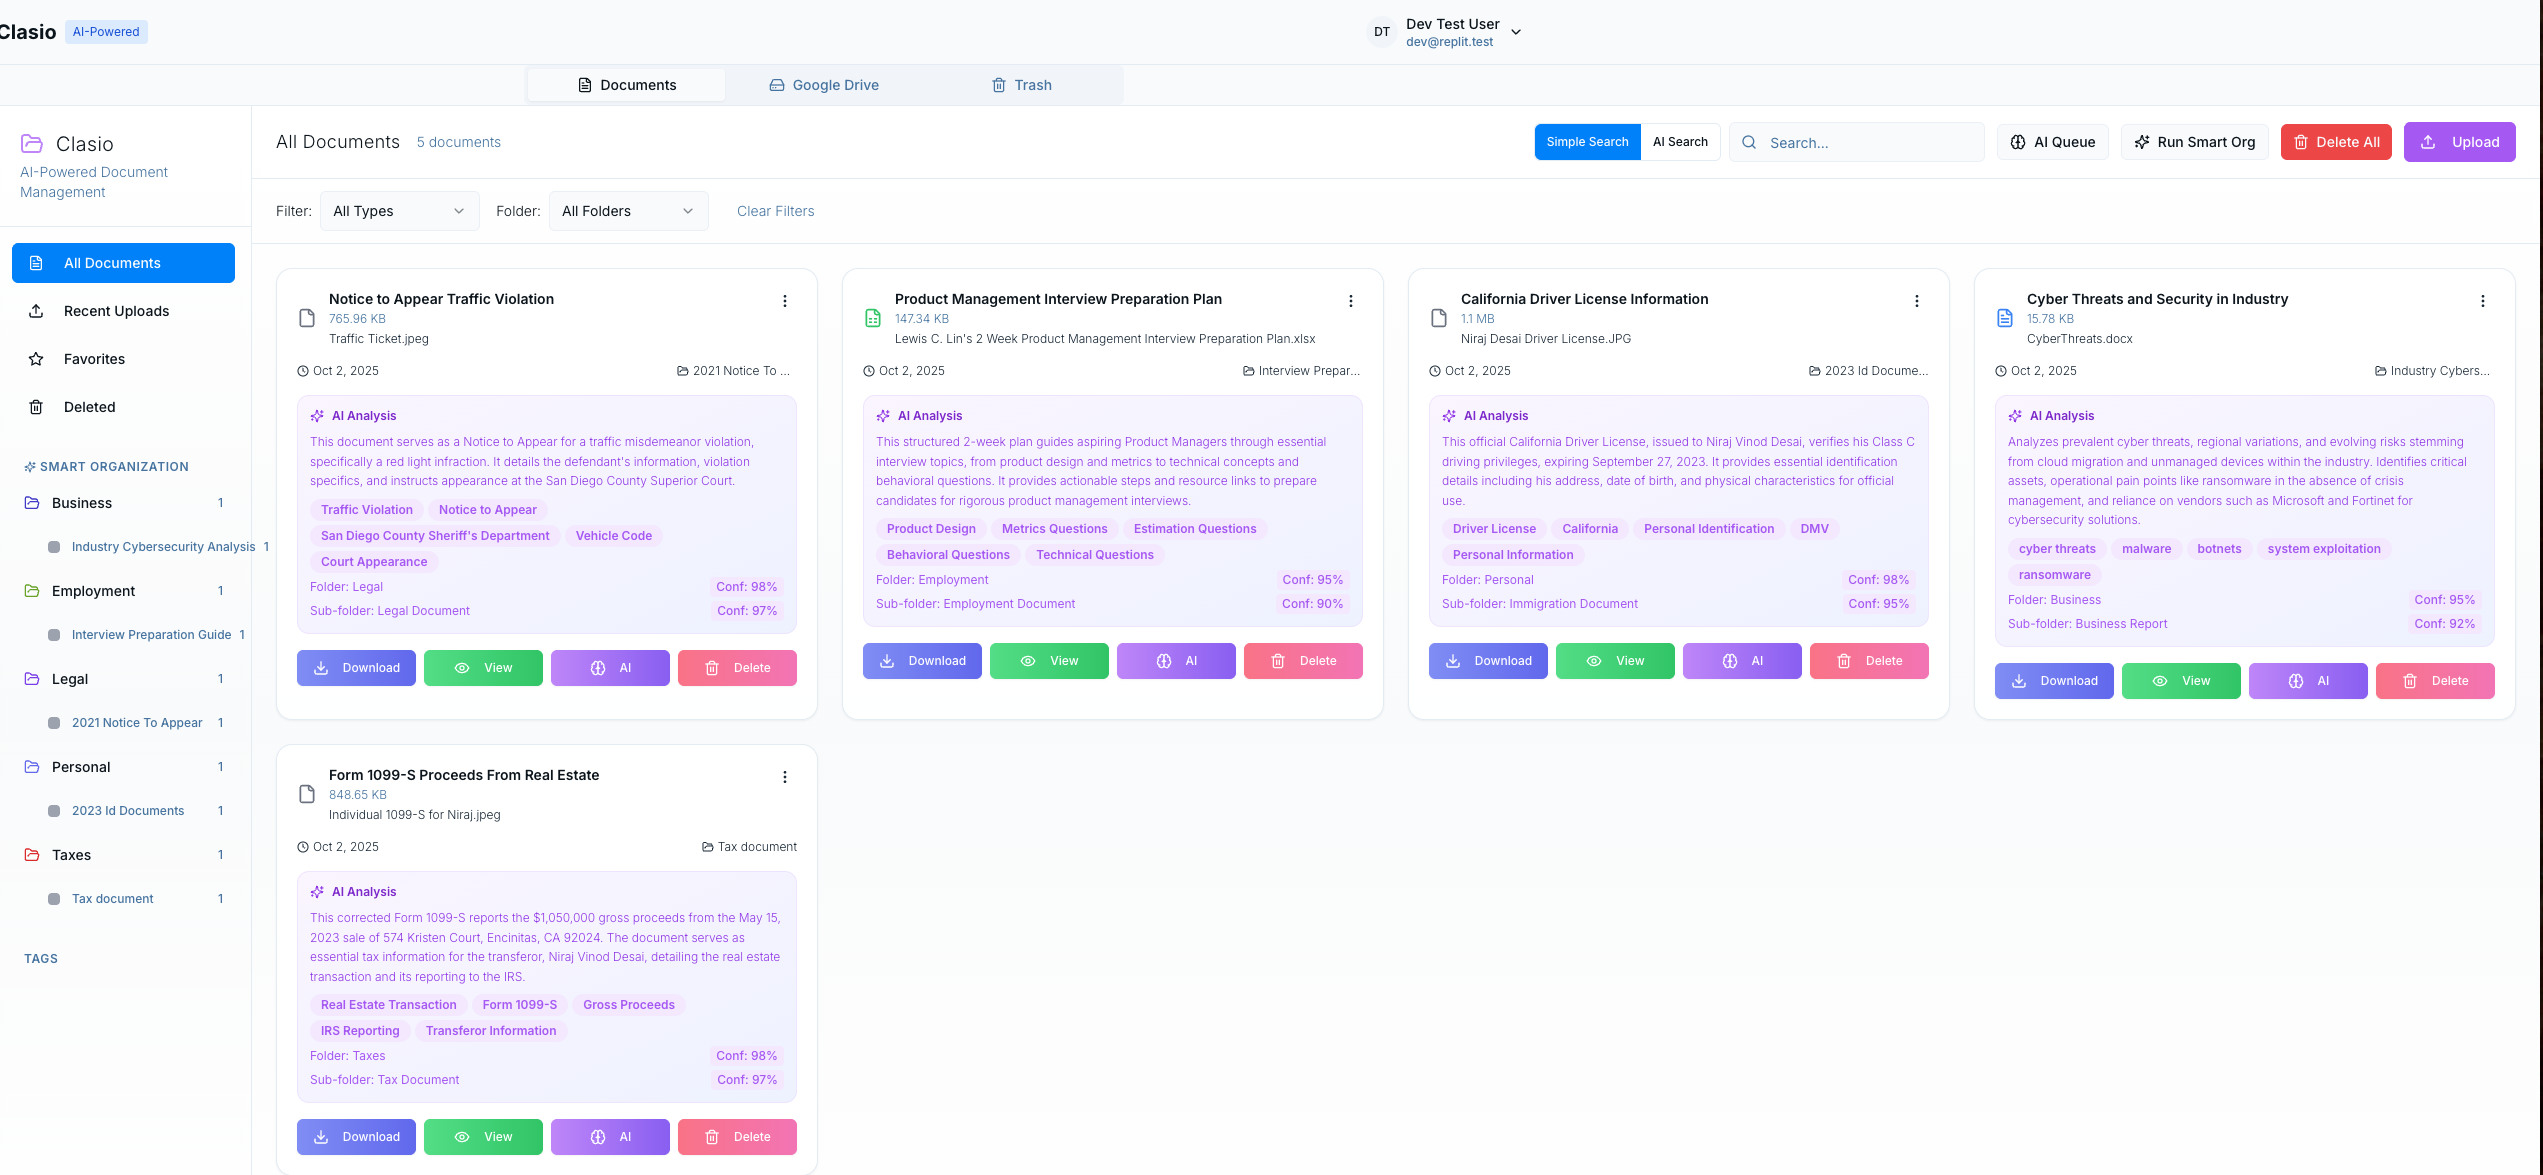 Clasio AI-Powered
DT Dev Test User
dev@replit.test
Documents Google Drive Trash
Clasio
AI-Powered Document
Management
All Documents
Recent Uploads
Favorites
Deleted
SMART ORGANIZATION
Business 1
Industry Cybersecurity Analysis 1
Employment 1
Interview Preparation Guide 1
Legal 1
2021 Notice To Appear 1
Personal 1
2023 Id Documents 1
Taxes 1
Tax document 1
TAGS
All Documents 5 documents
Simple Search AI Search Search... AI Queue Run Smart Org Delete All Upload
Filter: All Types Folder: All Folders Clear Filters
Notice to Appear Traffic Violation
765.96 KB
Traffic Ticket.jpeg
Oct 2, 2025 2021 Notice To ...
AI Analysis
This document serves as a Notice to Appear for a traffic misdemeanor violation,
specifically a red light infraction. It details the defendant's information, violation
specifics, and instructs appearance at the San Diego County Superior Court.
Traffic Violation Notice to Appear
San Diego County Sheriff's Department Vehicle Code
Court Appearance
Folder: Legal Conf: 98%
Sub-folder: Legal Document Conf: 97%
Download View AI Delete
Product Management Interview Preparation Plan
147.34 KB
Lewis C. Lin's 2 Week Product Management Interview Preparation Plan.xlsx
Oct 2, 2025 Interview Prepar...
AI Analysis
This structured 2-week plan guides aspiring Product Managers through essential
interview topics, from product design and metrics to technical concepts and
behavioral questions. It provides actionable steps and resource links to prepare
candidates for rigorous product management interviews.
Product Design Metrics Questions Estimation Questions
Behavioral Questions Technical Questions
Folder: Employment Conf: 95%
Sub-folder: Employment Document Conf: 90%
Download View AI Delete
California Driver License Information
1.1 MB
Niraj Desai Driver License.JPG
Oct 2, 2025 2023 Id Docume...
AI Analysis
This official California Driver License, issued to Niraj Vinod Desai, verifies his Class C
driving privileges, expiring September 27, 2023. It provides essential identification
details including his address, date of birth, and physical characteristics for official
use.
Driver License California Personal Identification DMV
Personal Information
Folder: Personal Conf: 98%
Sub-folder: Immigration Document Conf: 95%
Download View AI Delete
Cyber Threats and Security in Industry
15.78 KB
CyberThreats.docx
Oct 2, 2025 Industry Cybers...
AI Analysis
Analyzes prevalent cyber threats, regional variations, and evolving risks stemming
from cloud migration and unmanaged devices within the industry. Identifies critical
assets, operational pain points like ransomware in the absence of crisis
management, and reliance on vendors such as Microsoft and Fortinet for
cybersecurity solutions.
cyber threats malware botnets system exploitation
ransomware
Folder: Business Conf: 95%
Sub-folder: Business Report Conf: 92%
Download View AI Delete
Form 1099-S Proceeds From Real Estate
848.65 KB
Individual 1099-S for Niraj.jpeg
Oct 2, 2025 Tax document
AI Analysis
This corrected Form 1099-S reports the $1,050,000 gross proceeds from the May 15,
2023 sale of 574 Kristen Court, Encinitas, CA 92024. The document serves as
essential tax information for the transferor, Niraj Vinod Desai, detailing the real estate
transaction and its reporting to the IRS.
Real Estate Transaction Form 1099-S Gross Proceeds
IRS Reporting Transferor Information
Folder: Taxes Conf: 98%
Sub-folder: Tax Document Conf: 97%
Download View AI Delete